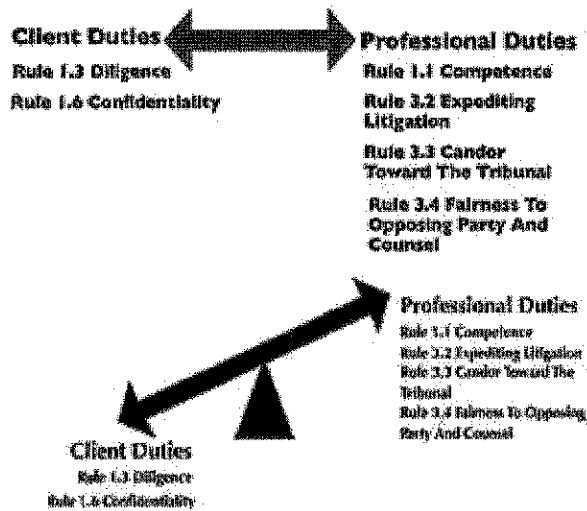 Client Duties
Rule 1.3 Diligence
Rule 1.6 Confidentiality
Professional Duties
Rule 1.1 Competence
Rule 3.2 Expediting
Litigation
Rule 3.3 Candor
Toward The Tribunal
Rule 3.4 Fairness To
Opposing Party And
Counsel
Professional Duties
Rule 1.1 Competence
Rule 3.2 Expediting Litigation
Rule 3.3 Candor Toward The
Tribunal
Rule 3.4 Fairness To Opposing
Party And Counsel
Client Duties
Rule 1.3 Diligence
Rule 1.6 Confidentiality